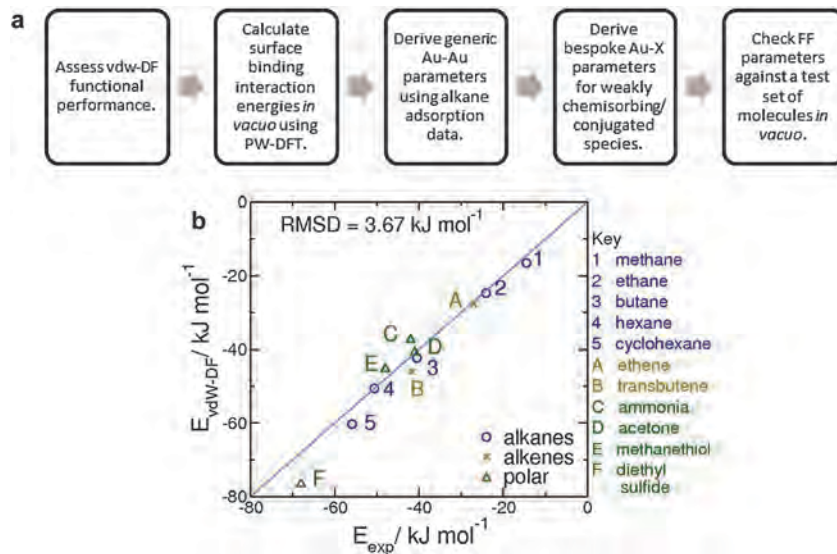 a
Assess vdw-DF
functional
performance.
Calculate
surface
binding
interaction
energies in
vacuo using
PW-DFT.
Derive generic
Au-Au
parameters
using alkane
adsorption
data.
Derive
bespoke Au-X
parameters
for weakly
chemisorbing/
conjugated
species.
Check FF
parameters
against a test
set of
molecules in
vacuo.
b
RMSD = 3.67 kJ mol⁻¹
E_vdW-DF/ kJ mol⁻¹
0
-20
-40
-60
-80
1
2
A
C
D
E
3
B
4
5
F
alkanes
alkenes
polar
-80
-60
-40
-20
0
E_exp/ kJ mol⁻¹
Key
1 methane
2 ethane
3 butane
4 hexane
5 cyclohexane
A ethene
B transbutene
C ammonia
D acetone
E methanethiol
F diethyl
sulfide